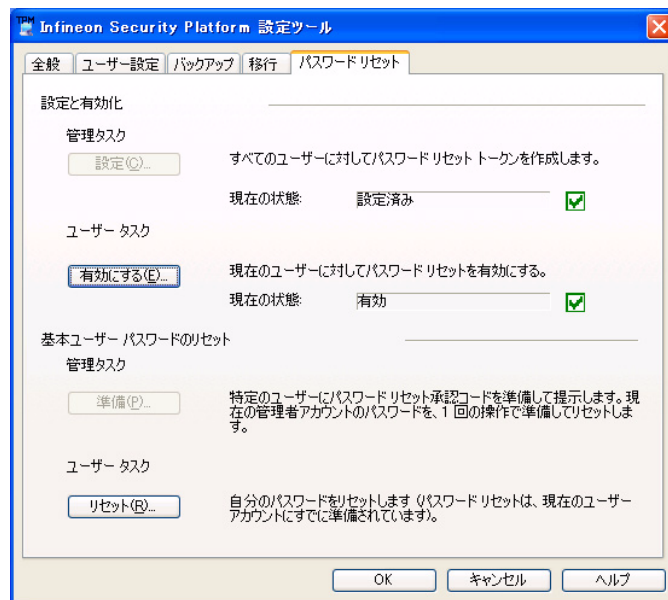 TPM
Infineon Security Platform 設定ツール
全般 ユーザー設定 バックアップ 移行 パスワード リセット
設定と有効化
管理タスク
設定(C)... すべてのユーザーに対してパスワード リセット トークンを作成します。
現在の状態: 設定済み
ユーザー タスク
有効にする(E)... 現在のユーザーに対してパスワード リセットを有効にする。
現在の状態: 有効
基本ユーザー パスワードのリセット
管理タスク
準備(P)... 特定のユーザーにパスワード リセット承認コードを準備して提示します。現
在の管理者アカウントのパスワードを、1 回の操作で準備してリセットしま
す。
ユーザー タスク
リセット(R)... 自分のパスワードをリセットします (パスワード リセットは、現在のユーザー
アカウントにすでに準備されています)。
OK キャンセル ヘルプ